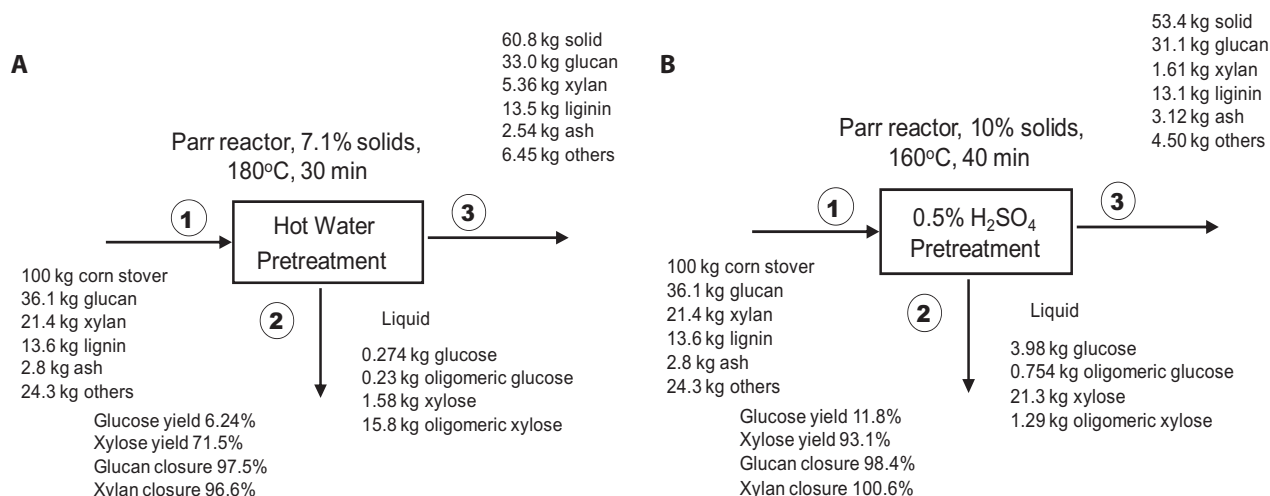 A
60.8 kg solid
33.0 kg glucan
5.36 kg xylan
13.5 kg liginin
2.54 kg ash
6.45 kg others
Parr reactor, 7.1% solids,
180°C, 30 min
1
Hot Water
Pretreatment
3
100 kg corn stover
36.1 kg glucan
21.4 kg xylan
13.6 kg lignin
2.8 kg ash
24.3 kg others
2
Liquid
0.274 kg glucose
0.23 kg oligomeric glucose
1.58 kg xylose
15.8 kg oligomeric xylose
Glucose yield 6.24%
Xylose yield 71.5%
Glucan closure 97.5%
Xylan closure 96.6%
B
53.4 kg solid
31.1 kg glucan
1.61 kg xylan
13.1 kg lignin
3.12 kg ash
4.50 kg others
Parr reactor, 10% solids,
160°C, 40 min
1
0.5% H₂SO₄
Pretreatment
3
100 kg corn stover
36.1 kg glucan
21.4 kg xylan
13.6 kg lignin
2.8 kg ash
24.3 kg others
2
Liquid
3.98 kg glucose
0.754 kg oligomeric glucose
21.3 kg xylose
1.29 kg oligomeric xylose
Glucose yield 11.8%
Xylose yield 93.1%
Glucan closure 98.4%
Xylan closure 100.6%